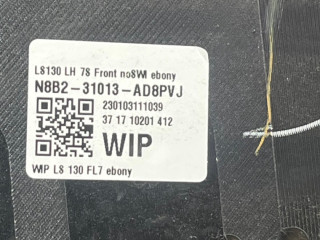 L8130 LH 78 Front no8WI ebony
N8B2-31013-AD8PVJ
230103111039
37 17 10201 412
WIP
WIP L8 130 FL7 ebony